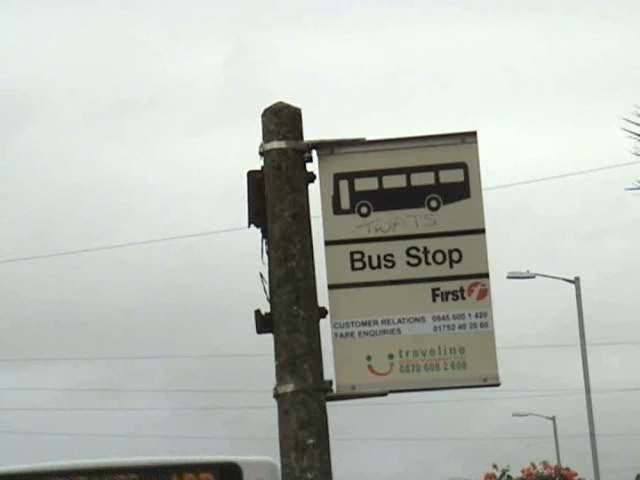 TWATS
Bus Stop
First
CUSTOMER RELATIONS 0845 600 1 420
FARE ENQUIRIES 01752 40 20 60
traveline
0870 608 2 608